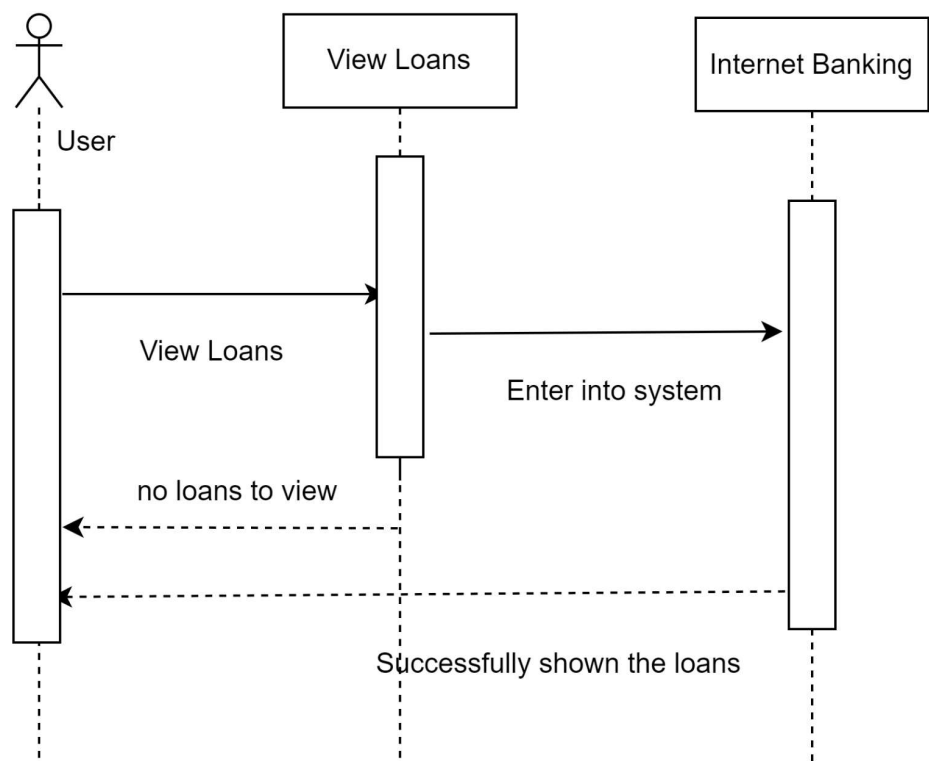 View Loans
Internet Banking
User
View Loans
Enter into system
no loans to view
Successfully shown the loans